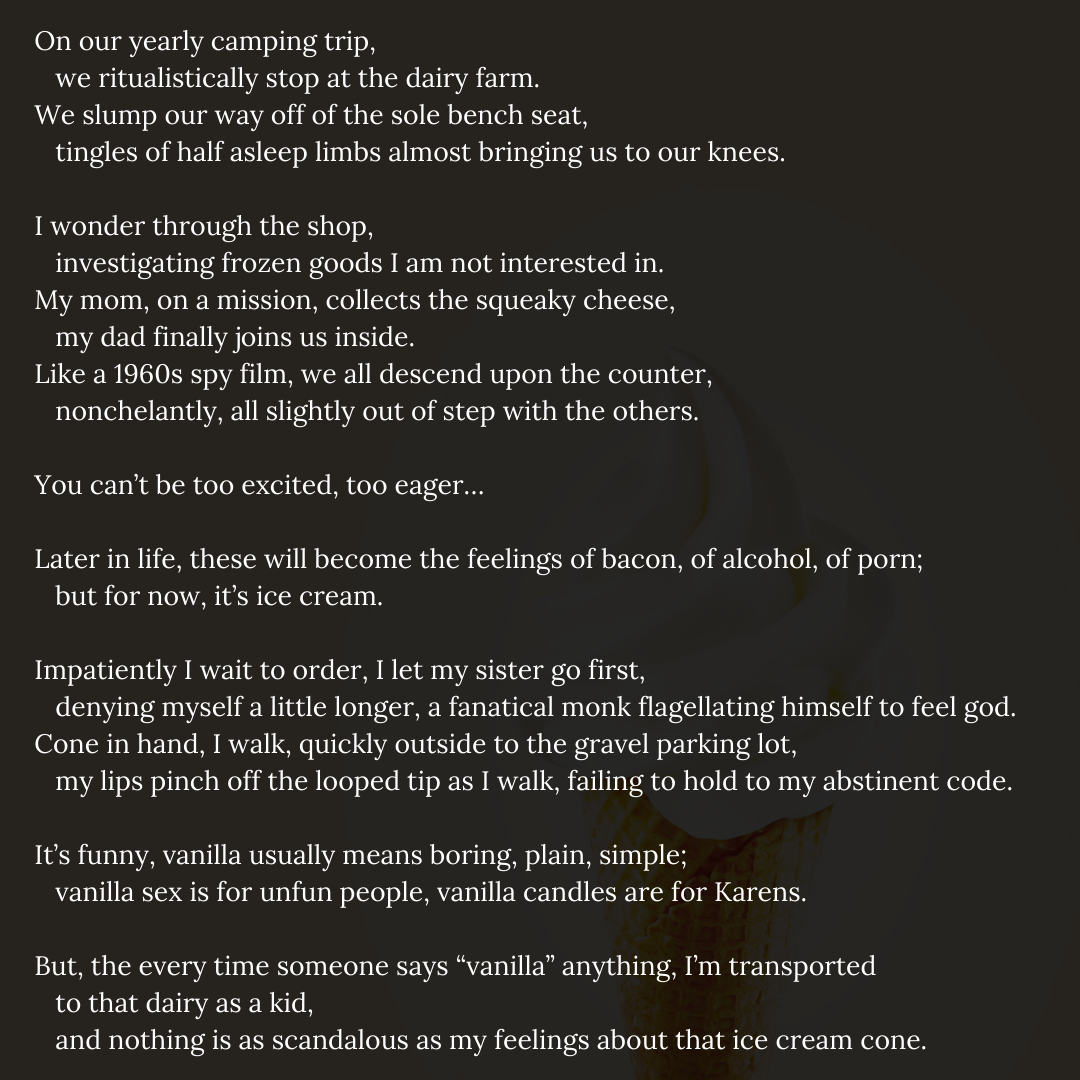 On our yearly camping trip,
we ritualistically stop at the dairy farm.
We slump our way off of the sole bench seat,
tingles of half asleep limbs almost bringing us to our knees.
I wonder through the shop,
investigating frozen goods I am not interested in.
My mom, on a mission, collects the squeaky cheese,
my dad finally joins us inside.
Like a 1960s spy film, we all descend upon the counter,
nonchelantly, all slightly out of step with the others.
You can’t be too excited, too eager…
Later in life, these will become the feelings of bacon, of alcohol, of porn;
but for now, it’s ice cream.
Impatiently I wait to order, I let my sister go first,
denying myself a little longer, a fanatical monk flagellating himself to feel god.
Cone in hand, I walk, quickly outside to the gravel parking lot,
my lips pinch off the looped tip as I walk, failing to hold to my abstinent code.
It’s funny, vanilla usually means boring, plain, simple;
vanilla sex is for unfun people, vanilla candles are for Karens.
But, the every time someone says “vanilla” anything, I’m transported
to that dairy as a kid,
and nothing is as scandalous as my feelings about that ice cream cone.